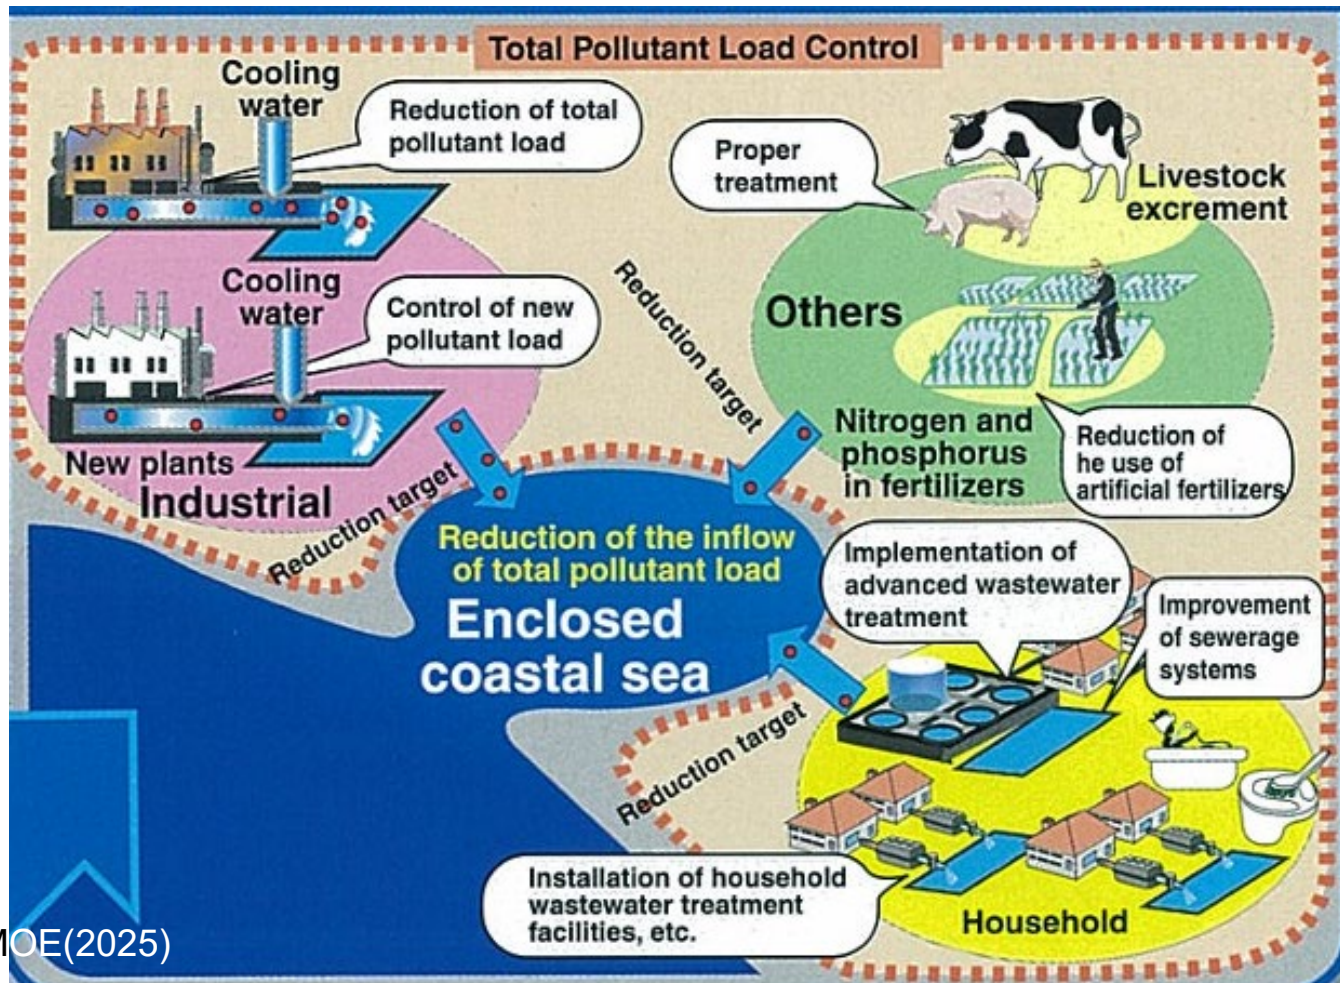 Total Pollutant Load Control
Cooling
water
Reduction of total
pollutant load
Proper
treatment
Livestock
excrement
Cooling
water
Control of new
pollutant load
Reduction target
Others
New plants
Industrial
Reduction target
Nitrogen and
phosphorus
in fertilizers
Reduction of
he use of
artificial fertilizers
Reduction of the inflow
of total pollutant load
Enclosed
coastal sea
Implementation of
advanced wastewater
treatment
Improvement
of sewerage
systems
Reduction target
Installation of household
wastewater treatment
facilities, etc.
Household
MOE(2025)